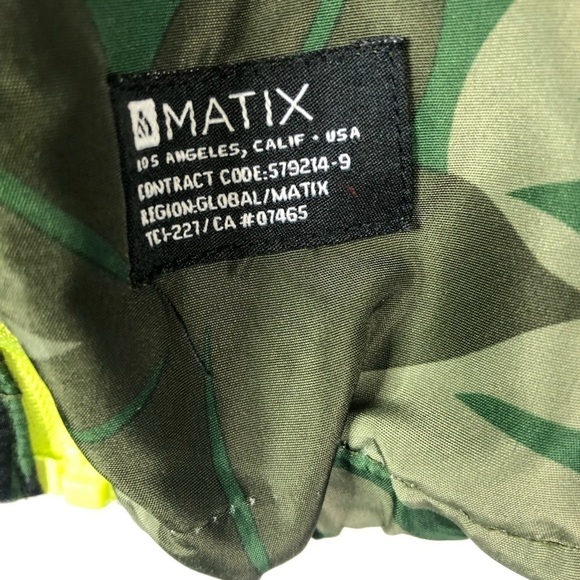 MATIX
LOS ANGELES, CALIF • USA
CONTRACT CODE:579214-9
REGION:GLOBAL/MATIX
TCI-227/CA #07465